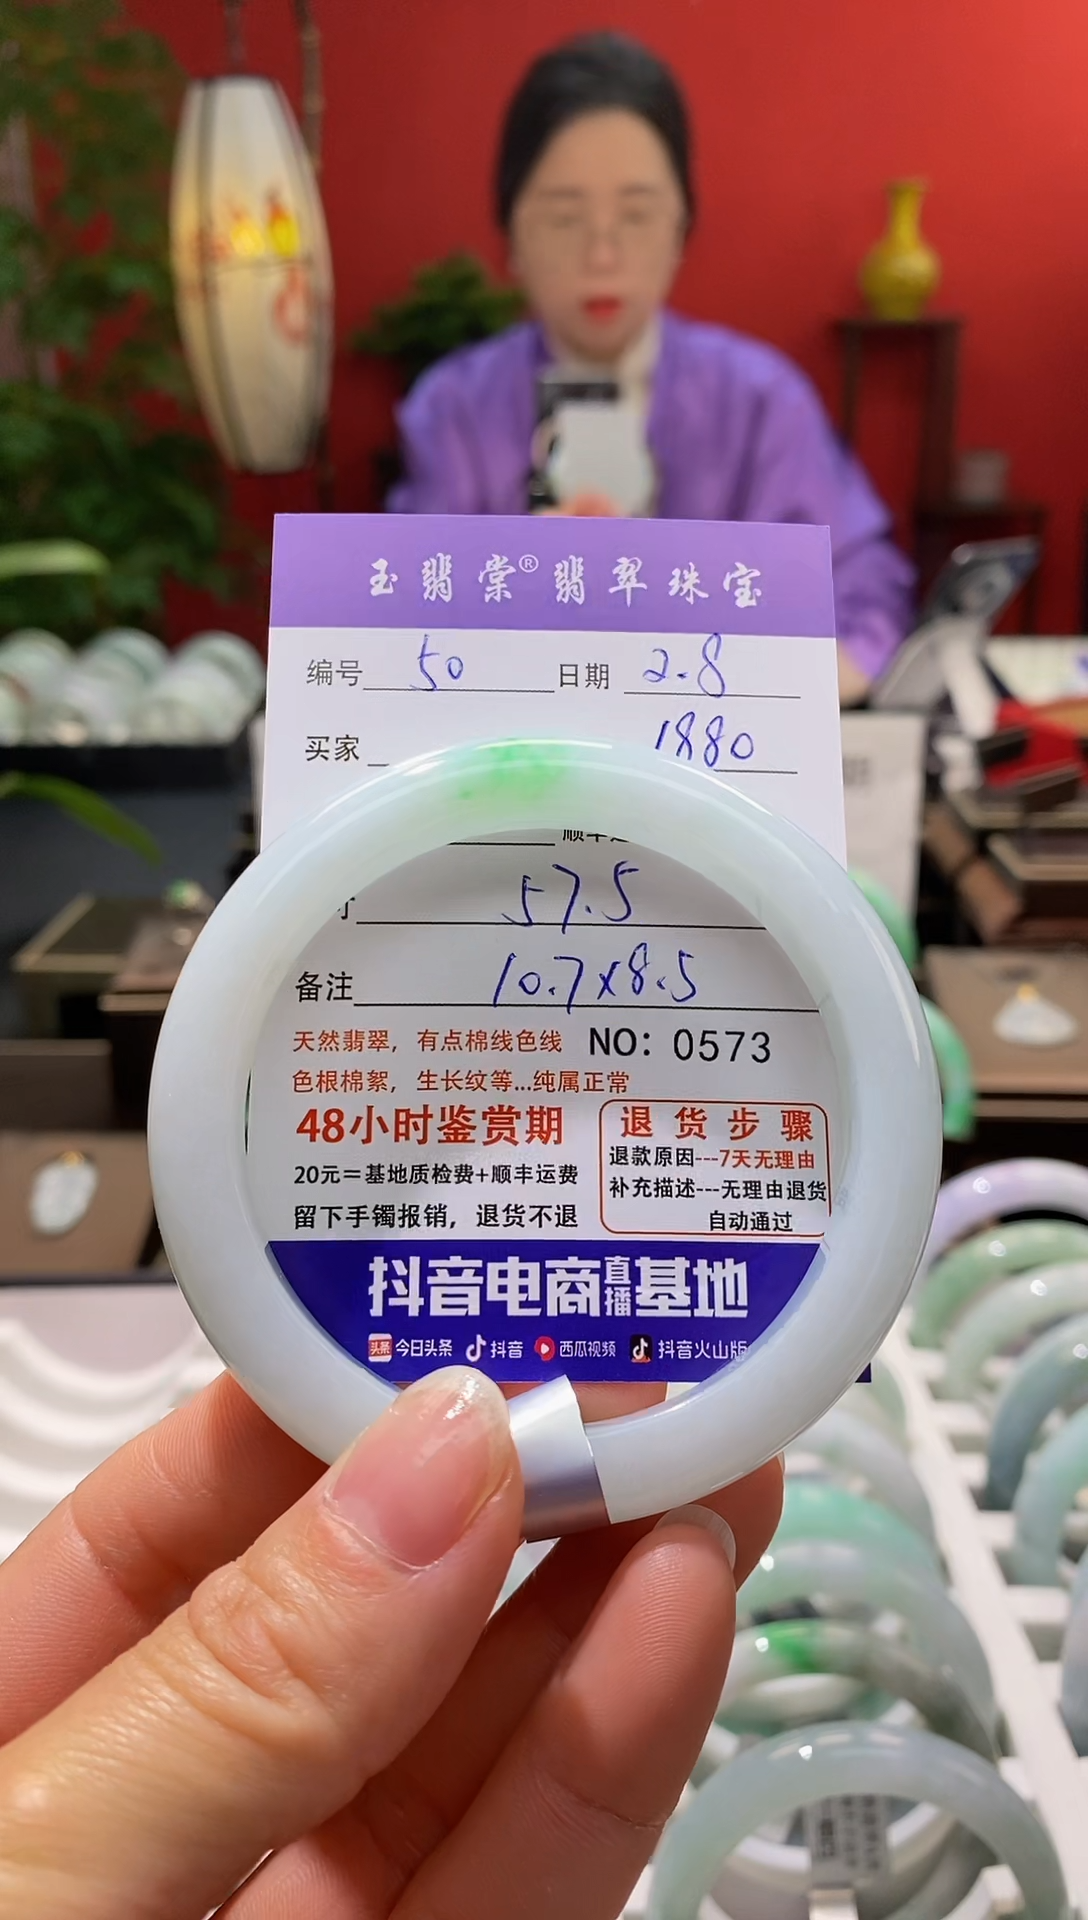 玉翡棠®翡翠珠宝
编号 50 日期 2.8
买家 1880
顺丰
寸 57.5
备注 10.7x8.5
天然翡翠，有点棉线色线 NO：0573
色根棉絮，生长纹等...纯属正常
48小时鉴赏期
20元＝基地质检费+顺丰运费
留下手镯报销，退货不退
退货步骤
退款原因---7天无理由
补充描述---无理由退货
自动通过
抖音电商直播基地
头条 今日头条 抖音 西瓜视频 抖音火山版